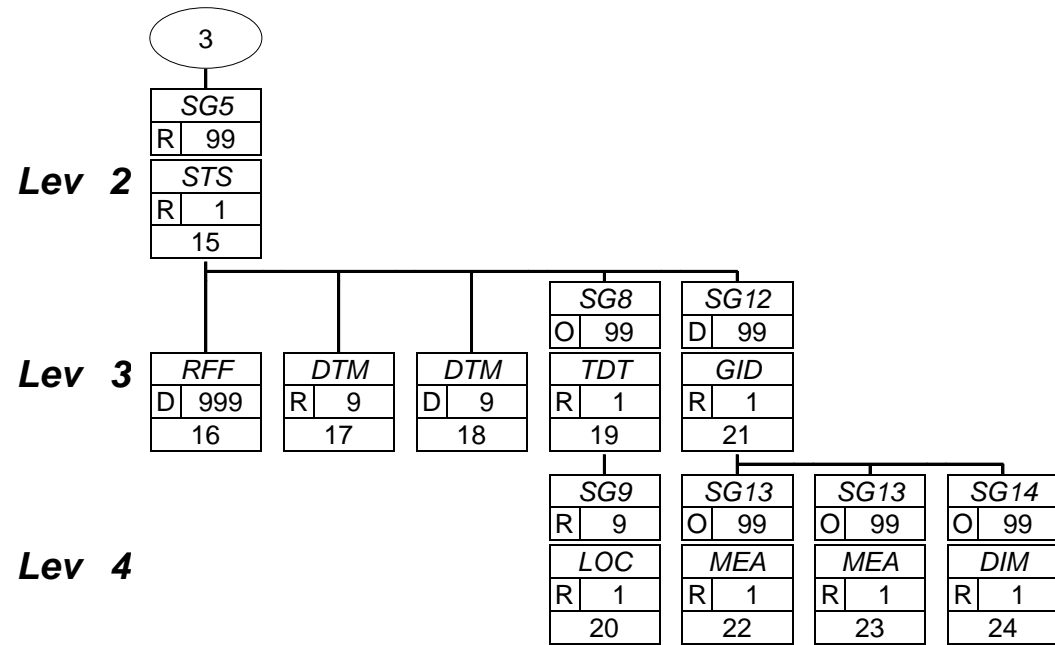 3
SG5
R 99
Lev 2
STS
R 1
15
SG8 SG12
O 99 D 99
Lev 3
RFF DTM DTM TDT GID
D 999 R 9 D 9 R 1 R 1
16 17 18 19 21
SG9 SG13 SG13 SG14
R 9 O 99 O 99 O 99
Lev 4
LOC MEA MEA DIM
R 1 R 1 R 1 R 1
20 22 23 24